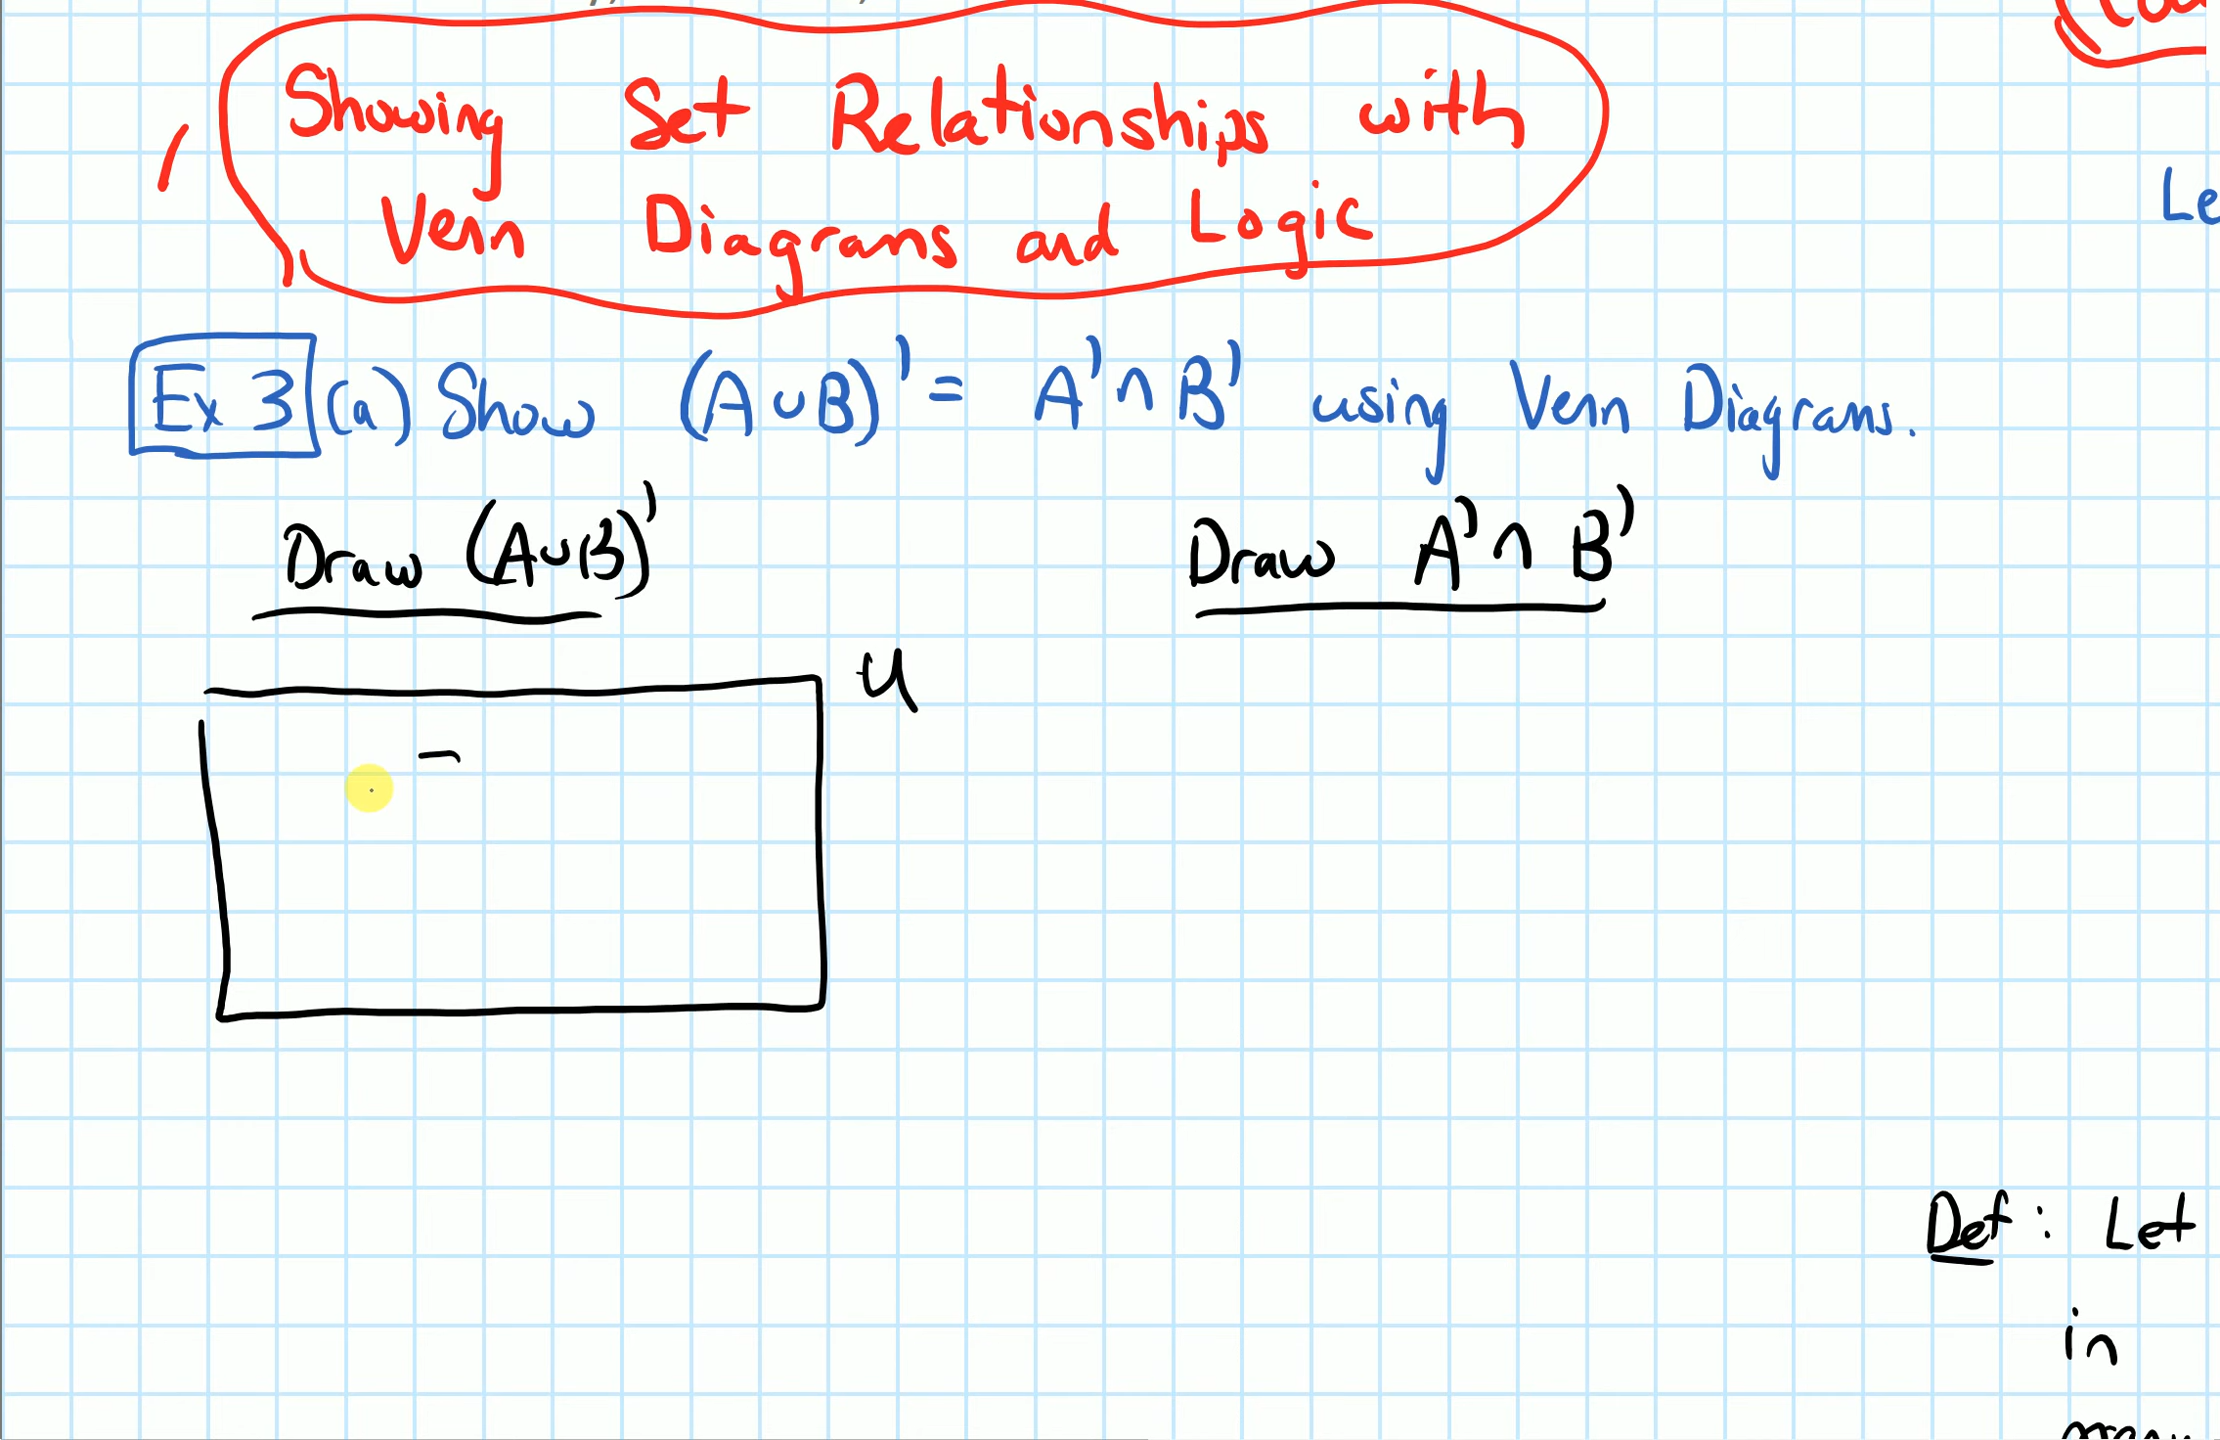 Showing Set Relationships with
Venn Diagrams and Logic
Le
Ex 3 (a) Show (A∪B)' = A'∩B' using Venn Diagrams.
Draw (A∪B)'
Draw A'∩B'
U
Def: Let
in